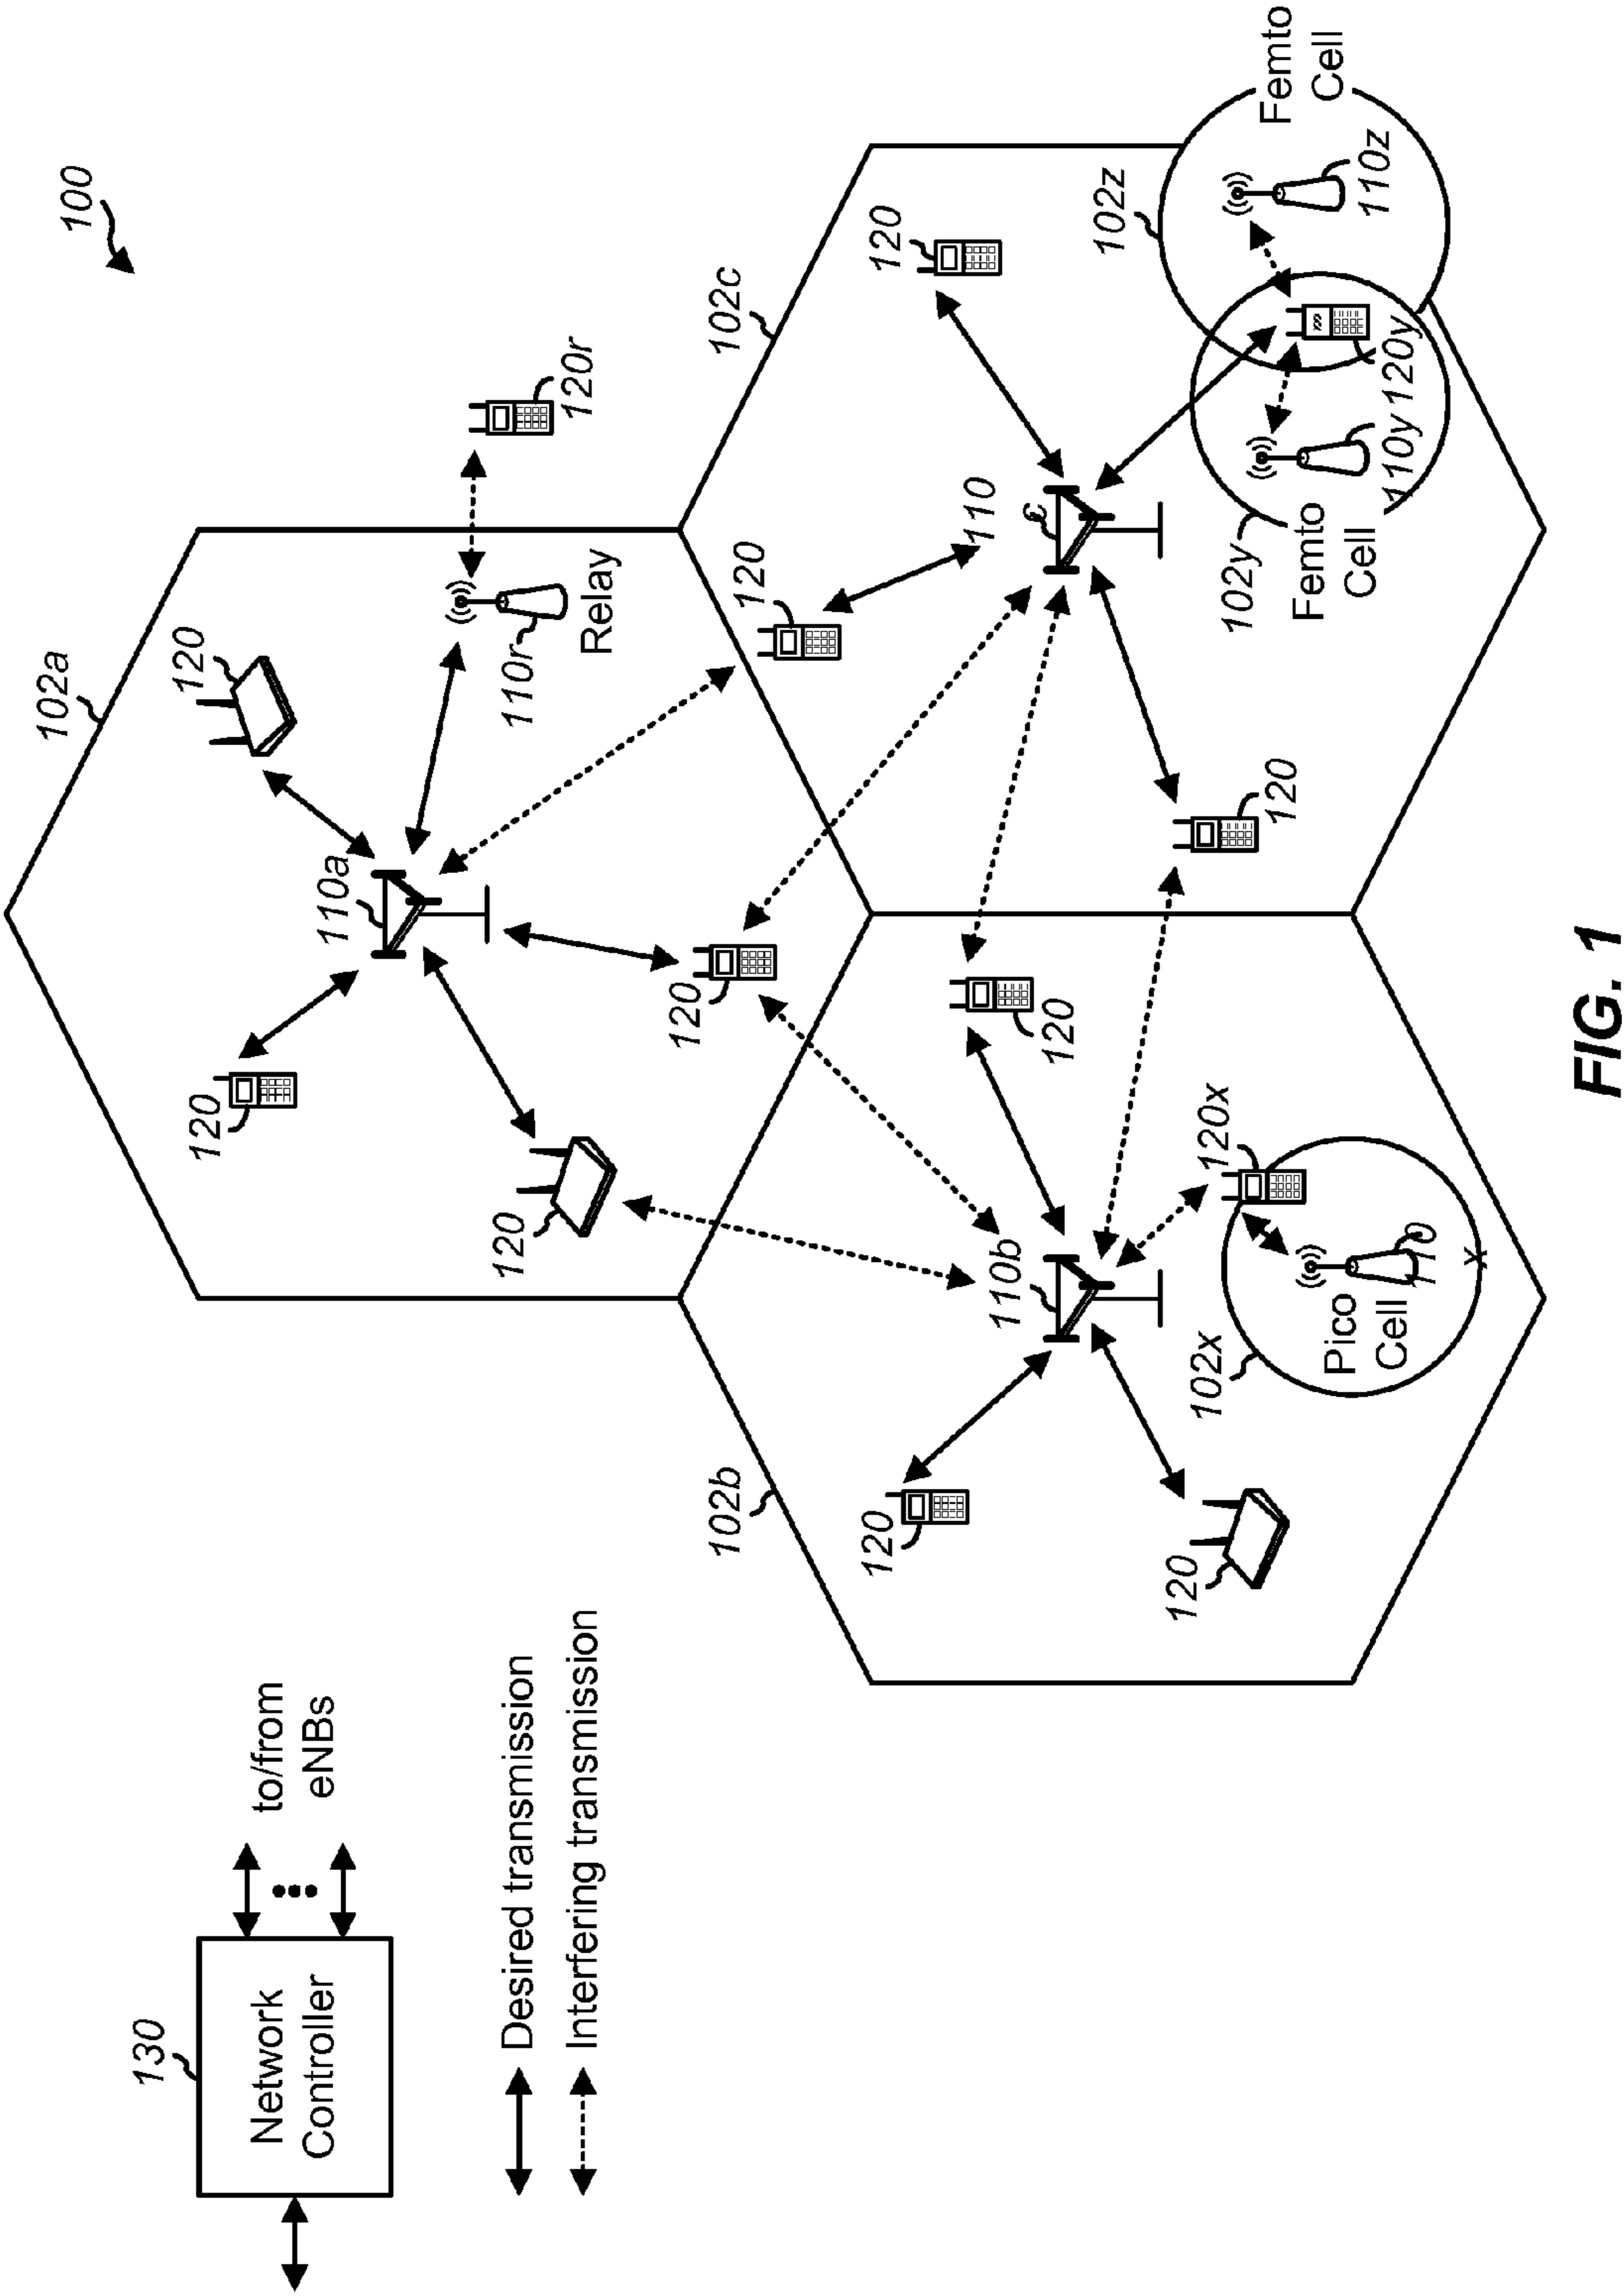 100
130
Network
Controller
to/from
eNBs
Desired transmission
Interfering transmission
102a
120
120
110a
120
120
110r
Relay
120r
102b
120
110b
120
120
102x
Pico
Cell
110
x
120x
102c
120
110
c
120
120
102y
Femto
Cell
110y
120y
102z
110z
Femto
Cell
FIG. 1